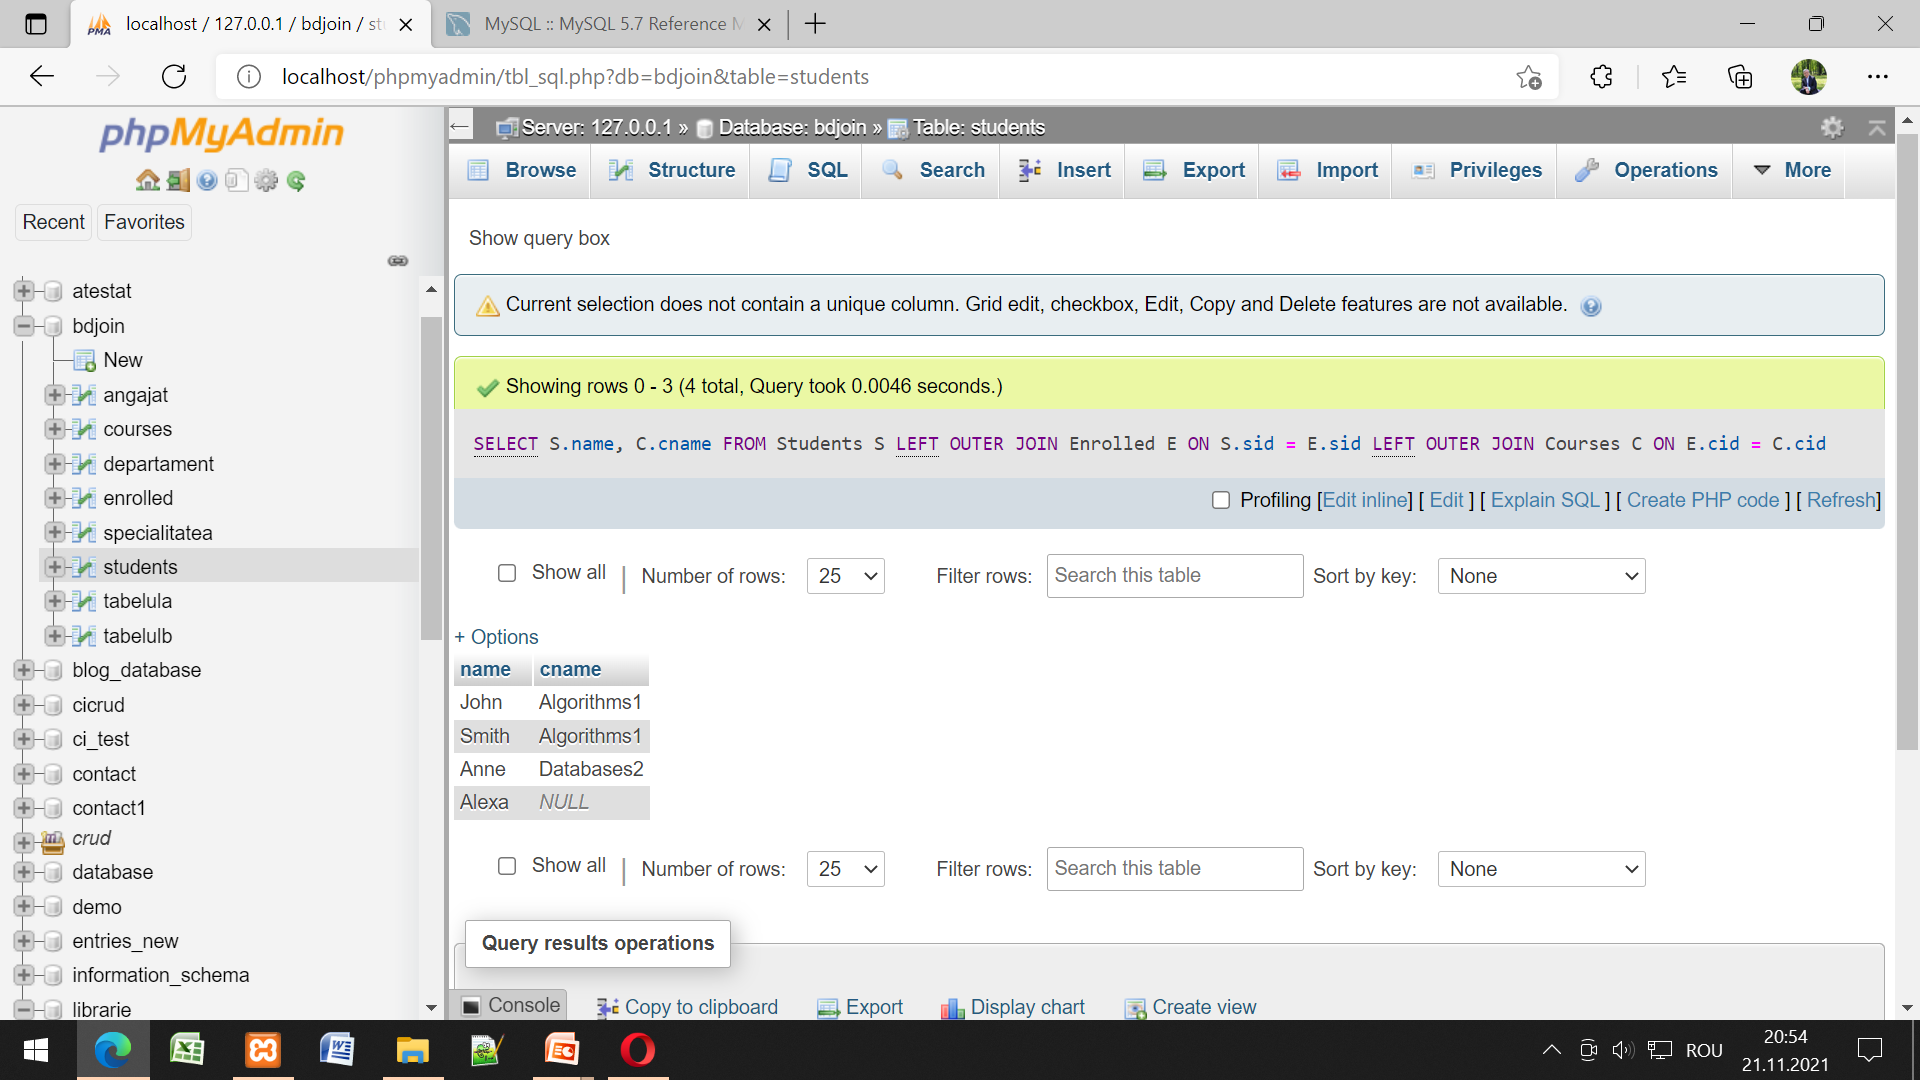 localhost / 127.0.0.1 / bdjoin / st
MySQL :: MySQL 5.7 Reference M
localhost/phpmyadmin/tbl_sql.php?db=bdjoin&table=students
phpMyAdmin
Recent
Favorites
atestat
bdjoin
New
angajat
courses
departament
enrolled
specialitatea
students
tabelula
tabelulb
blog_database
cicrud
ci_test
contact
contact1
crud
database
demo
entries_new
information_schema
librarie
Server: 127.0.0.1 » Database: bdjoin » Table: students
Browse Structure SQL Search Insert Export Import Privileges Operations More
Show query box
Current selection does not contain a unique column. Grid edit, checkbox, Edit, Copy and Delete features are not available.
Showing rows 0 - 3 (4 total, Query took 0.0046 seconds.)
SELECT S.name, C.cname FROM Students S LEFT OUTER JOIN Enrolled E ON S.sid = E.sid LEFT OUTER JOIN Courses C ON E.cid = C.cid
Profiling [Edit inline] [ Edit ] [ Explain SQL ] [ Create PHP code ] [ Refresh]
Show all Number of rows: 25 Filter rows: Search this table Sort by key: None
+ Options
name cname
John Algorithms1
Smith Algorithms1
Anne Databases2
Alexa NULL
Show all Number of rows: 25 Filter rows: Search this table Sort by key: None
Query results operations
Console
Copy to clipboard Export Display chart Create view
ROU
20:54
21.11.2021